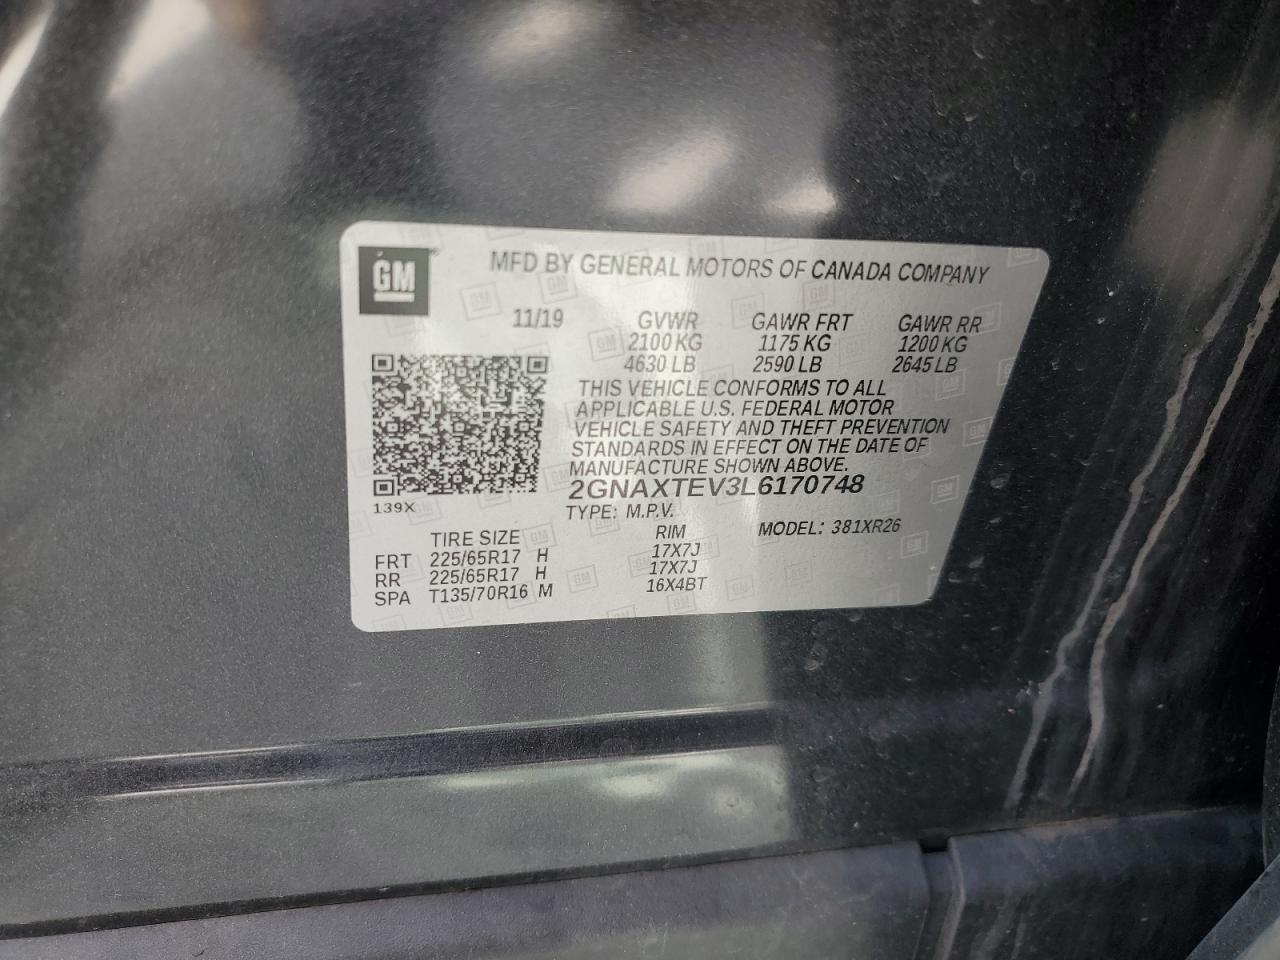 GM
MFD BY GENERAL MOTORS OF CANADA COMPANY
11/19 GVWR GAWR FRT GAWR RR
2100 KG 1175 KG 1200 KG
4630 LB 2590 LB 2645 LB
THIS VEHICLE CONFORMS TO ALL
APPLICABLE U.S. FEDERAL MOTOR
VEHICLE SAFETY AND THEFT PREVENTION
STANDARDS IN EFFECT ON THE DATE OF
MANUFACTURE SHOWN ABOVE.
2GNAXTEV3L6170748
139X
TYPE: M.P.V.
MODEL: 381XR26
TIRE SIZE RIM
FRT 225/65R17 H 17X7J
RR 225/65R17 H 17X7J
SPA T135/70R16 M 16X4BT